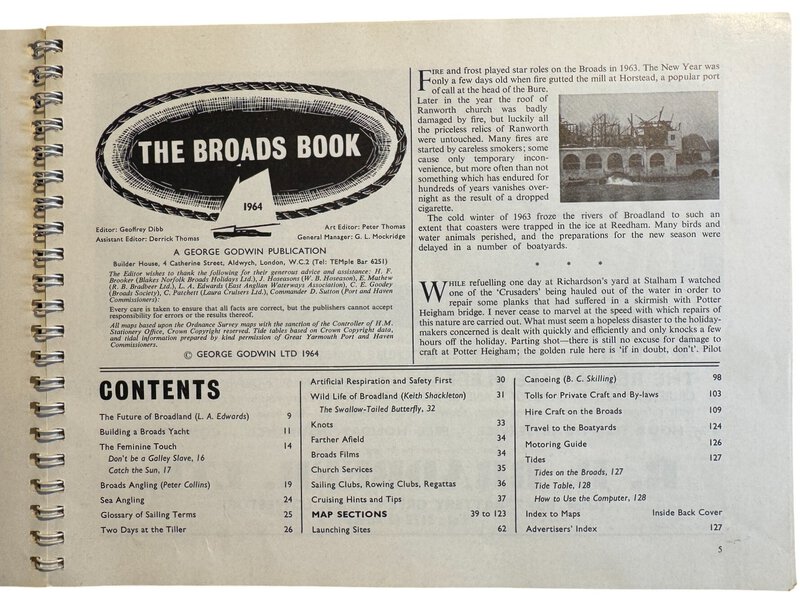 THE BROADS BOOK
1964
Editor: Geoffrey Dibb
Art Editor: Peter Thomas
Assistant Editor: Derrick Thomas
General Manager: G. L. Mockridge
A GEORGE GODWIN PUBLICATION
Builder House, 4 Catherine Street, Aldwych, London, W.C.2 (Tel: TEMple Bar 6251)
The Editor wishes to thank the following for their generous advice and assistance: H. F.
Brooker (Blakes Norfolk Broads Holidays Ltd.), J. Hoseasons (W. B. Hoseason), E. Mathew
(R. B. Bradbeer Ltd.), L. A. Edwards (East Anglian Waterways Association), C. E. Goodey
(Broads Society), C. Patchett (Laura Cruisers Ltd.), Commander D. Sutton (Port and Haven
Commissioners):
Every care is taken to ensure that all facts are correct, but the publishers cannot accept
responsibility for errors or the results thereof.
All maps based upon the Ordnance Survey maps with the sanction of the Controller of H.M.
Stationery Office, Crown Copyright reserved. Tide tables based on Crown Copyright date,
and tidal information prepared by kind permission of Great Yarmouth Port and Haven
Commissioners.
© GEORGE GODWIN LTD 1964
FIRE and frost played star roles on the Broads in 1963. The New Year was
only a few days old when fire gutted the mill at Horstead, a popular port
of call at the head of the Bure.
Later in the year the roof of
Ranworth church was badly
damaged by fire, but luckily all
the priceless relics of Ranworth
were untouched. Many fires are
started by careless smokers; some
cause only temporary incon-
venience, but more often than not
something which has endured for
hundreds of years vanishes over-
night as the result of a dropped
cigarette.
The cold winter of 1963 froze the rivers of Broadland to such an
extent that coasters were trapped in the ice at Reedham. Many birds and
water animals perished, and the preparations for the new season were
delayed in a number of boatyards.
* * *
WHILE refuelling one day at Richardson's yard at Stalham I watched
one of the 'Crusaders' being hauled out of the water in order to
repair some planks that had suffered in a skirmish with Potter
Heigham bridge. I never cease to marvel at the speed with which repairs of
this nature are carried out. What must seem a hopeless disaster to the holiday-
makers concerned is dealt with quickly and efficiently and only knocks a few
hours off the holiday. Parting shot—there is still no excuse for damage to
craft at Potter Heigham; the golden rule here is 'if in doubt, don't'. Pilot
CONTENTS
The Future of Broadland (L. A. Edwards) 9
Building a Broads Yacht 11
The Feminine Touch 14
Don't be a Galley Slave, 16
Catch the Sun, 17
Broads Angling (Peter Collins) 19
Sea Angling 24
Glossary of Sailing Terms 25
Two Days at the Tiller 26
Artificial Respiration and Safety First 30
Wild Life of Broadland (Keith Shackleton) 31
The Swallow-Tailed Butterfly, 32
Knots 33
Farther Afield 34
Broads Films 34
Church Services 35
Sailing Clubs, Rowing Clubs, Regattas 36
Cruising Hints and Tips 37
MAP SECTIONS 39 to 123
Launching Sites 62
Canoeing (B. C. Skilling) 98
Tolls for Private Craft and By-laws 103
Hire Craft on the Broads 109
Travel to the Boatyards 124
Motoring Guide 126
Tides 127
Tides on the Broads, 127
Tide Table, 128
How to Use the Computer, 128
Index to Maps Inside Back Cover
Advertisers' Index 127
5